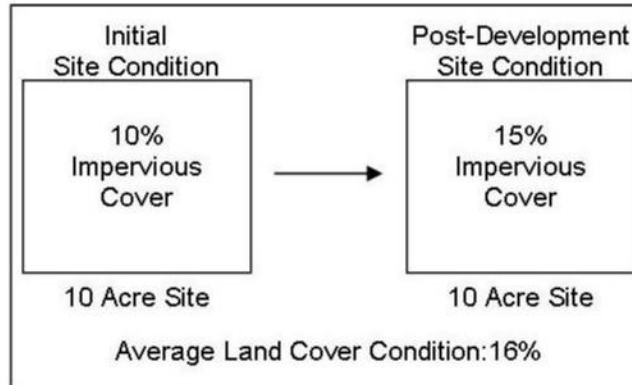 Initial
Site Condition
Post-Development
Site Condition
10%
Impervious
Cover
15%
Impervious
Cover
10 Acre Site
10 Acre Site
Average Land Cover Condition:16%